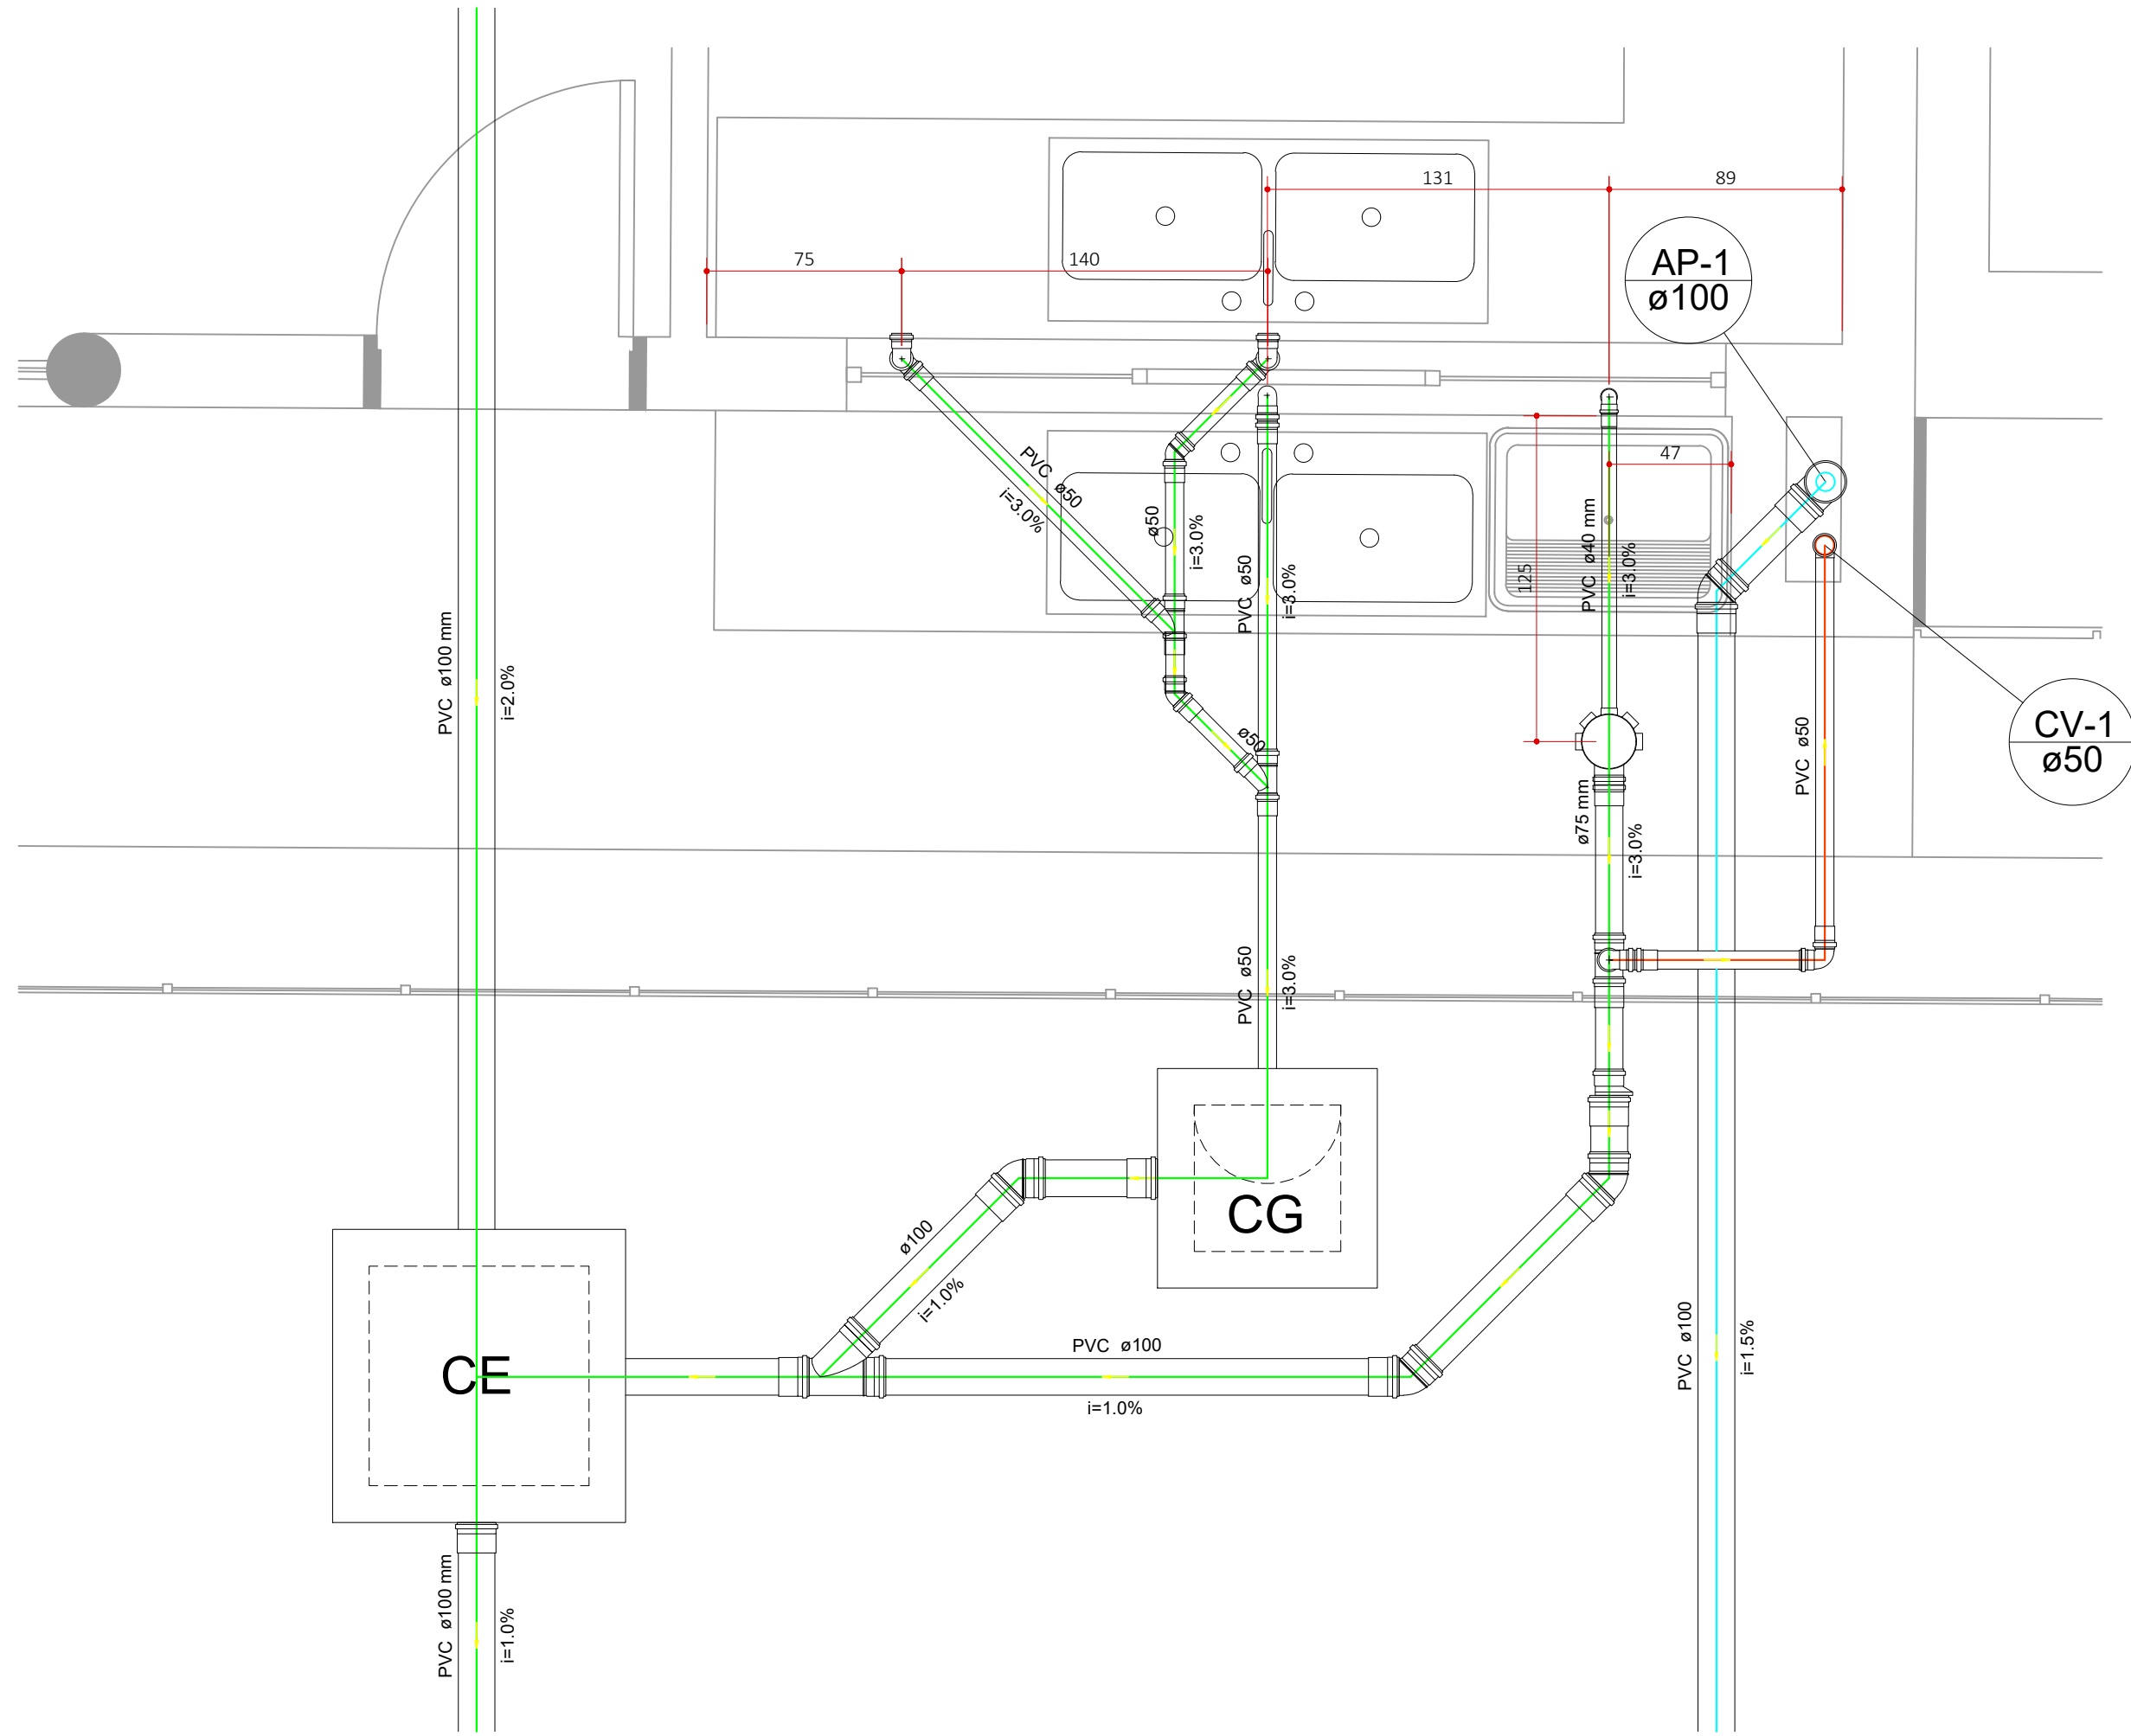 131
89
75
140
AP-1
ø100
47
125
PVC ø50
i=3.0%
ø50
i=3.0%
PVC ø50
i=3.0%
PVC ø40 mm
i=3.0%
PVC ø100 mm
i=2.0%
CV-1
ø50
PVC ø50
ø50
ø75 mm
i=3.0%
PVC ø50
i=3.0%
CG
ø100
i=1.0%
PVC ø100
i=1.0%
PVC ø100
i=1.5%
CE
PVC ø100 mm
i=1.0%